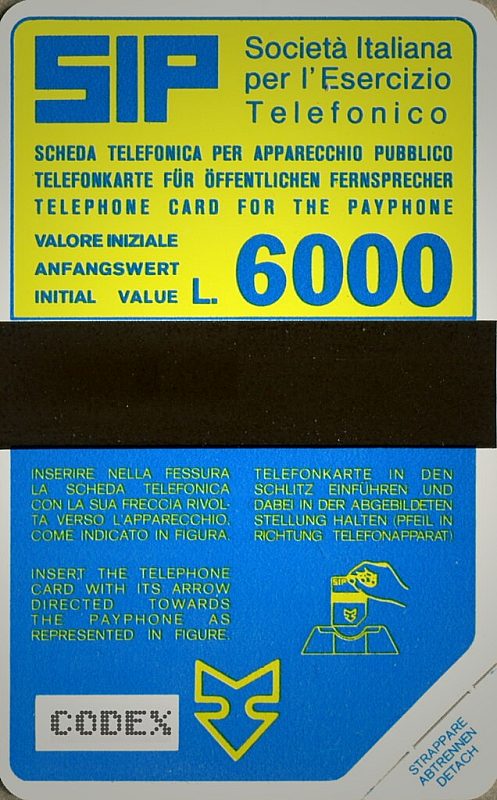 SIP
Società Italiana
per l'Esercizio
Telefonico
SCHEDA TELEFONICA PER APPARECCHIO PUBBLICO
TELEFONKARTE FÜR ÖFFENTLICHEN FERNSPRECHER
TELEPHONE CARD FOR THE PAYPHONE
VALORE INIZIALE
ANFANGSWERT
INITIAL VALUE L. 6000
INSERIRE NELLA FESSURA
LA SCHEDA TELEFONICA
CON LA SUA FRECCIA RIVOL-
TA VERSO L'APPARECCHIO,
COME INDICATO IN FIGURA.
TELEFONKARTE IN DEN
SCHLITZ EINFÜHREN UND
DABEI IN DER ABGEBILDETEN
STELLUNG HALTEN (PFEIL IN
RICHTUNG TELEFONAPPARAT)
INSERT THE TELEPHONE
CARD WITH ITS ARROW
DIRECTED TOWARDS
THE PAYPHONE AS
REPRESENTED IN FIGURE.
SIP
CODEX
STRAPPARE
ABTRENNEN
DETACH